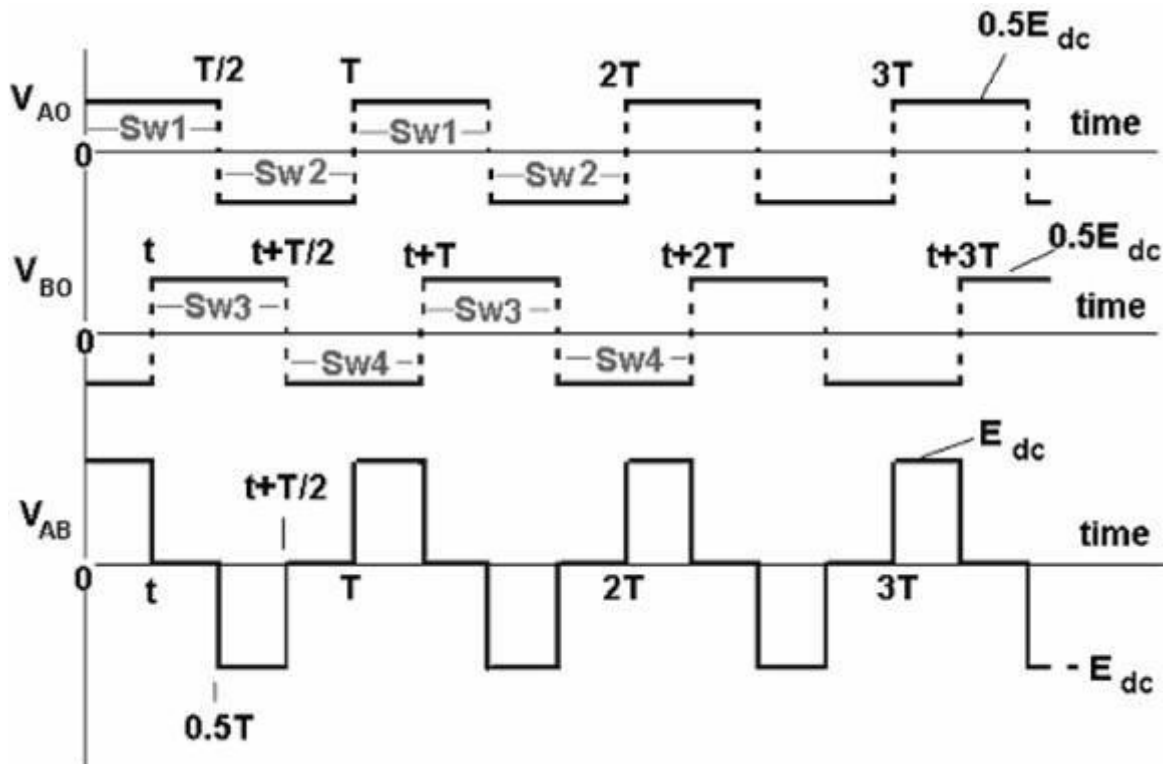 0.5E dc
T/2 T 2T 3T
V AO Sw1 Sw1 time
0
Sw2 Sw2
t t+T/2 t+T t+2T t+3T 0.5E dc
V BO Sw3 Sw3 time
0
Sw4 Sw4
E dc
t+T/2
V AB time
0 t T 2T 3T
- E dc
0.5T